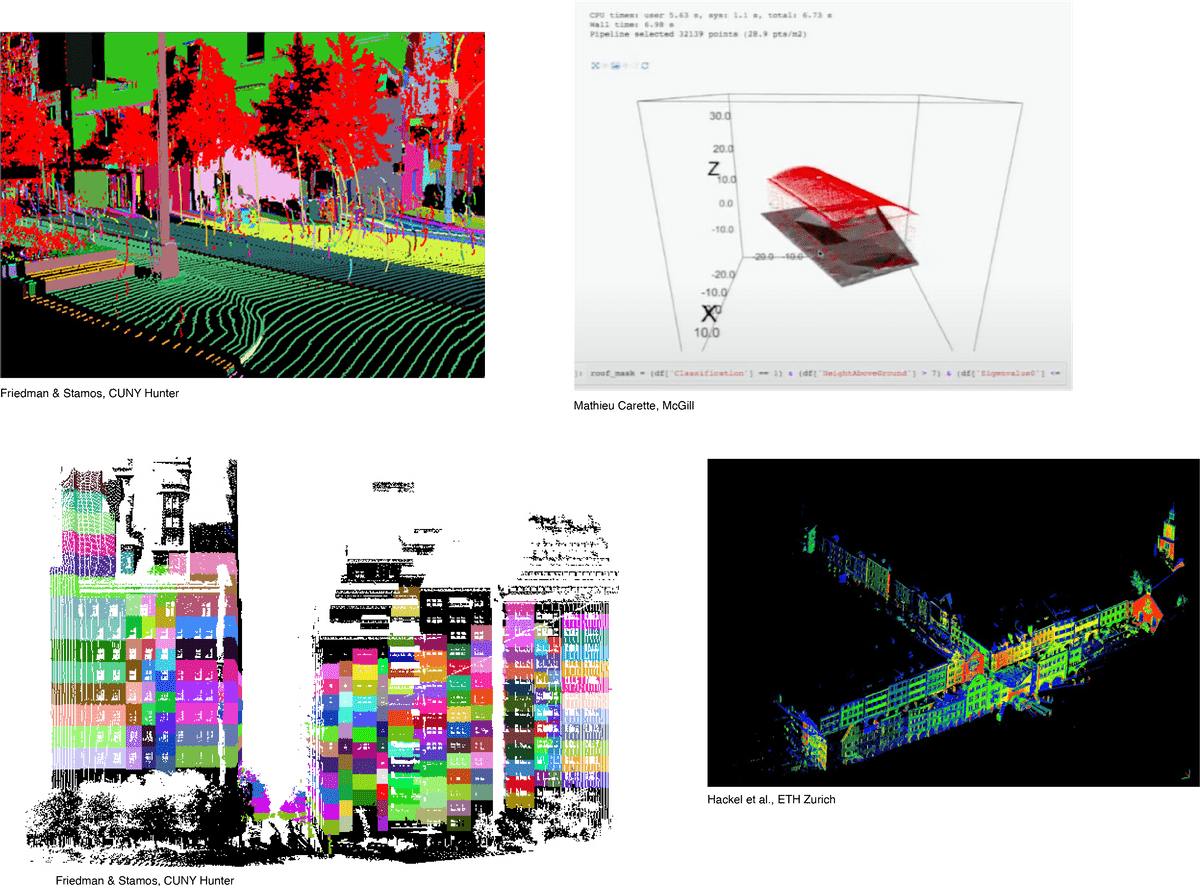 CPU times: user 5.63 s, sys: 1.1 s, total: 6.73 s
Wall time: 6.98 s
Pipeline selected 32139 points (28.9 pts/m2)
30.0
20.0
Z
10.0
0.0
-10.0
-20.0 -10.0
-20.0
-10.0
X
10.0
]: roof_mask = (df['Classification'] == 1) & (df['HeightAboveGround'] > 7) & (df['Eigenvalue0'] <=
Friedman & Stamos, CUNY Hunter
Mathieu Carette, McGill
Hackel et al., ETH Zurich
Friedman & Stamos, CUNY Hunter